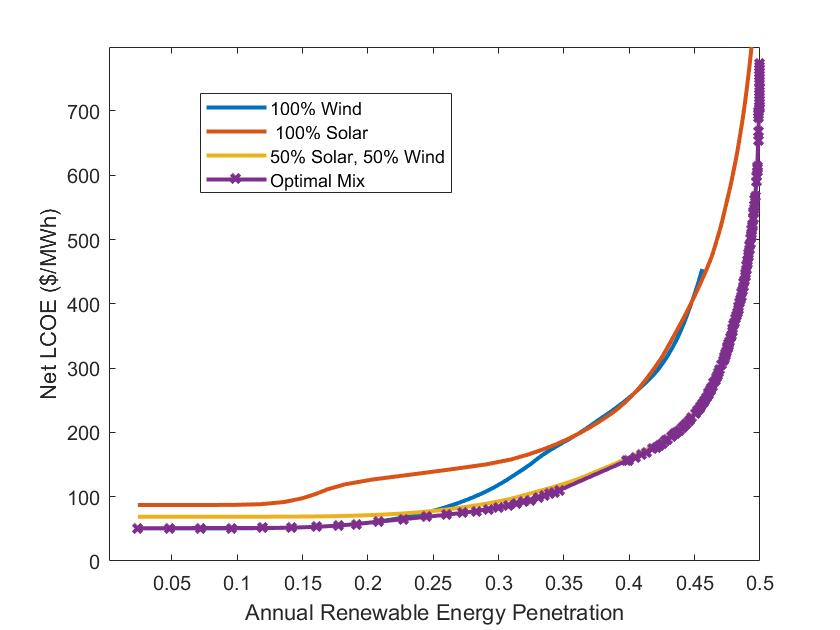 Net LCOE ($/MWh)
700
600
500
400
300
200
100
0
100% Wind
100% Solar
50% Solar, 50% Wind
Optimal Mix
0.05 0.1 0.15 0.2 0.25 0.3 0.35 0.4 0.45 0.5
Annual Renewable Energy Penetration